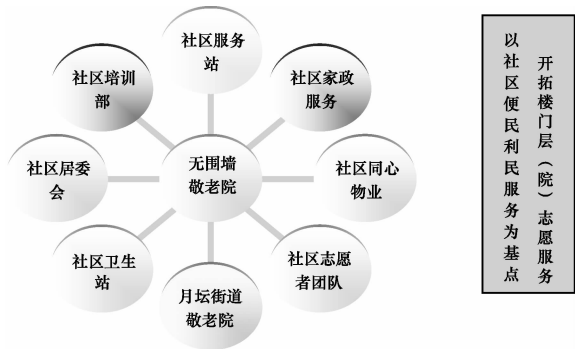 社区服务
站
社区培训
部
社区家政
服务
社区居委
会
无围墙
敬老院
社区同心
物业
社区卫生
站
社区志愿
者团队
月坛街道
敬老院
以社区便民利民服务为基点
开拓楼门层（院）志愿服务